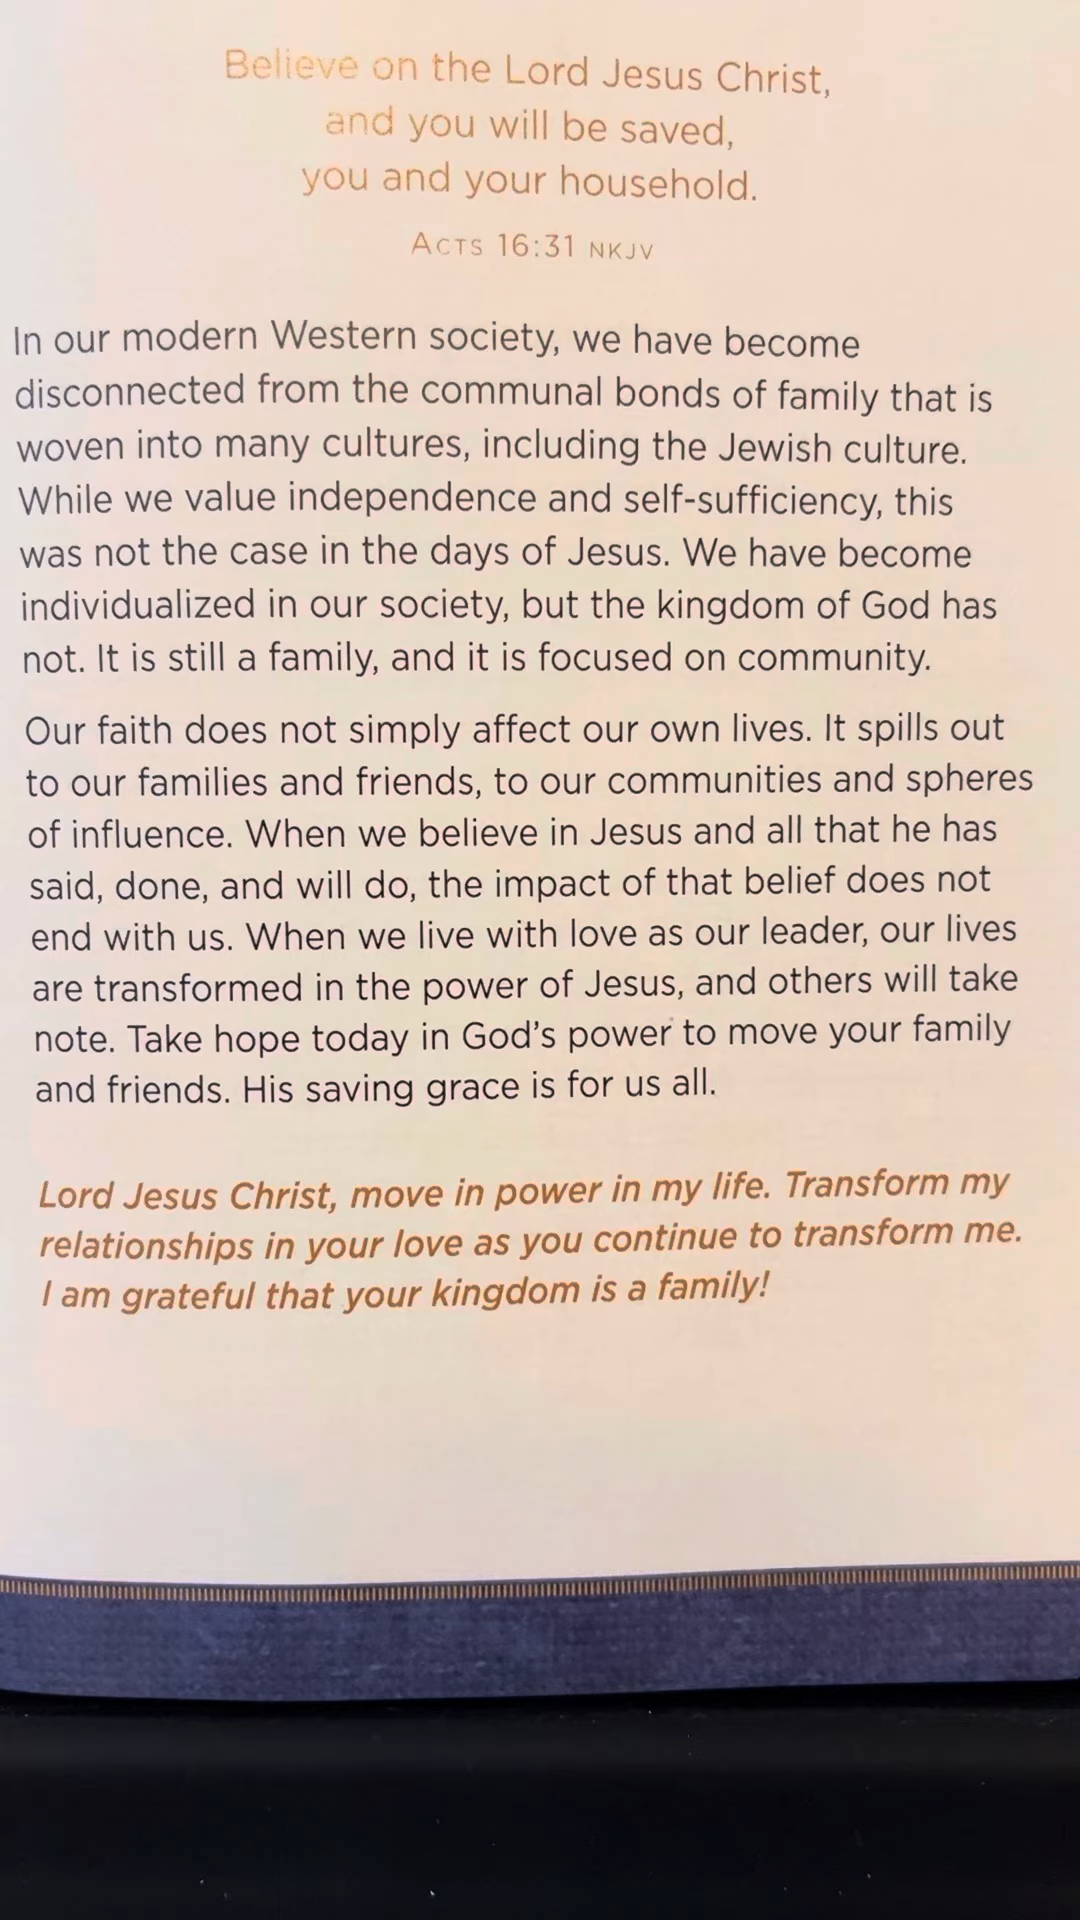 Believe on the Lord Jesus Christ,
and you will be saved,
you and your household.
Acts 16:31 NKJV
In our modern Western society, we have become
disconnected from the communal bonds of family that is
woven into many cultures, including the Jewish culture.
While we value independence and self-sufficiency, this
was not the case in the days of Jesus. We have become
individualized in our society, but the kingdom of God has
not. It is still a family, and it is focused on community.
Our faith does not simply affect our own lives. It spills out
to our families and friends, to our communities and spheres
of influence. When we believe in Jesus and all that he has
said, done, and will do, the impact of that belief does not
end with us. When we live with love as our leader, our lives
are transformed in the power of Jesus, and others will take
note. Take hope today in God's power to move your family
and friends. His saving grace is for us all.
Lord Jesus Christ, move in power in my life. Transform my
relationships in your love as you continue to transform me.
I am grateful that your kingdom is a family!